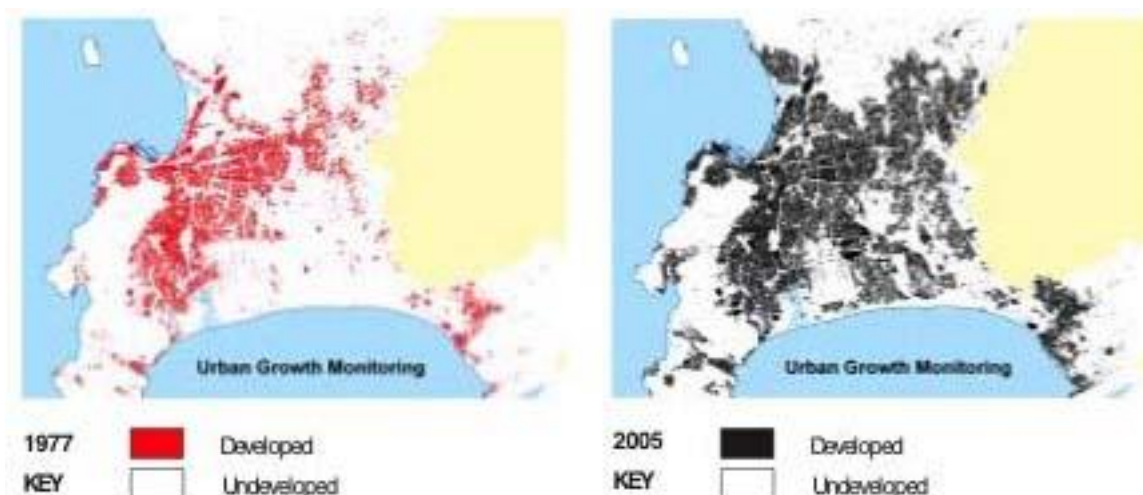 Urban Growth Monitoring
1977 Developed
KEY Undeveloped
Urban Growth Monitoring
2005 Developed
KEY Undeveloped